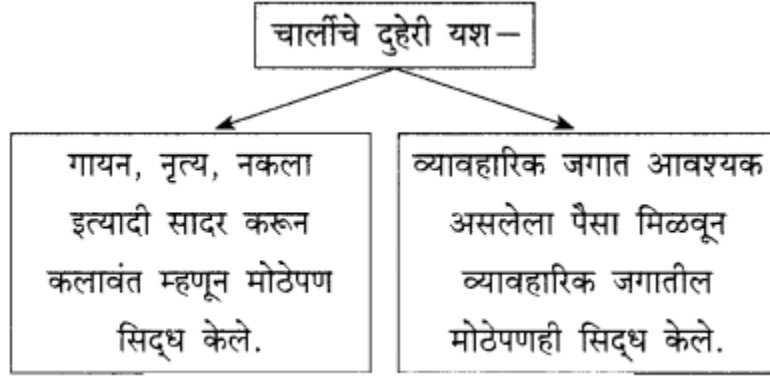 चार्लीचे दुहेरी यश–
गायन, नृत्य, नकला
इत्यादी सादर करून
कलावंत म्हणून मोठेपण
सिद्ध केले.
व्यावहारिक जगात आवश्यक
असलेला पैसा मिळवून
व्यावहारिक जगातील
मोठेपणही सिद्ध केले.